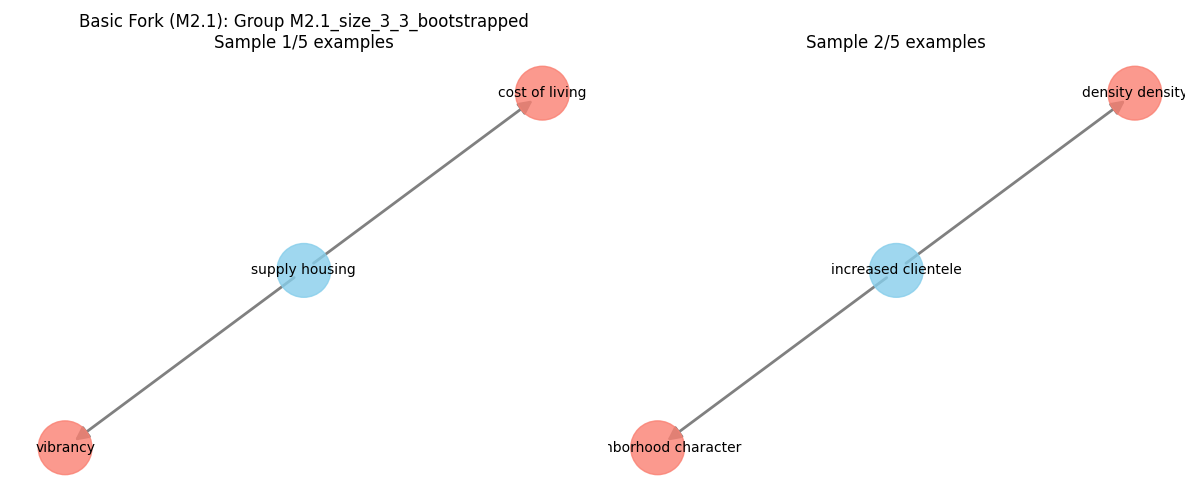 Basic Fork (M2.1): Group M2.1_size_3_3_bootstrapped
Sample 1/5 examples
Sample 2/5 examples
cost of living
density density
supply housing
increased clientele
vibrancy
nborhood character